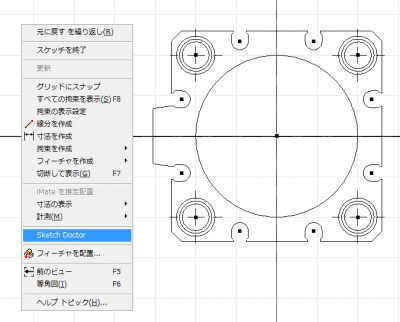 元に戻す を繰り返し(R)
スケッチを終了
更新
グリッドにスナップ
すべての拘束を表示(S) F8
拘束の表示設定
線分を作成
寸法を作成
拘束を作成
フィーチャを作成
切断して表示(G) F7
iMate を推定配置
寸法の表示
計測(M)
Sketch Doctor
フィーチャを配置...
前のビュー F5
等角図(I) F6
ヘルプ トピック(H)...